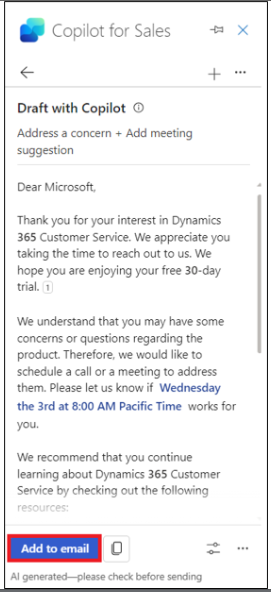 Copilot for Sales
Draft with Copilot
Address a concern + Add meeting
suggestion
Dear Microsoft,
Thank you for your interest in Dynamics
365 Customer Service. We appreciate you
taking the time to reach out to us. We
hope you are enjoying your free 30-day
trial. 1
We understand that you may have some
concerns or questions regarding the
product. Therefore, we would like to
schedule a call or a meeting to address
them. Please let us know if Wednesday
the 3rd at 8:00 AM Pacific Time works for
you.
We recommend that you continue
learning about Dynamics 365 Customer
Service by checking out the following
resources:
Add to email
AI generated—please check before sending